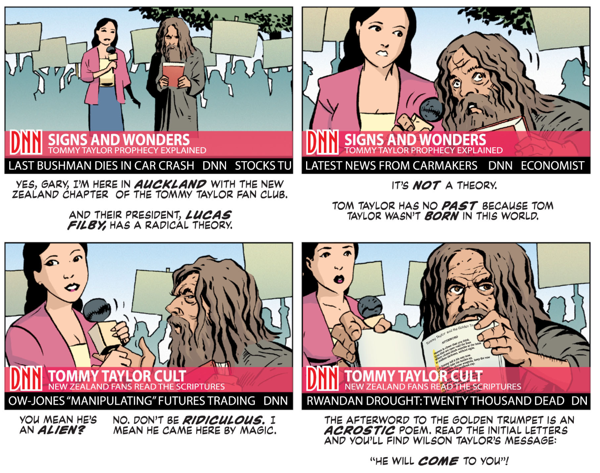 DNN SIGNS AND WONDERS
TOMMY TAYLOR PROPHECY EXPLAINED
LAST BUSHMAN DIES IN CAR CRASH DNN STOCKS TU
YES, GARY, I'M HERE IN AUCKLAND WITH THE NEW
ZEALAND CHAPTER OF THE TOMMY TAYLOR FAN CLUB.
AND THEIR PRESIDENT, LUCAS
FILBY, HAS A RADICAL THEORY.
DNN SIGNS AND WONDERS
TOMMY TAYLOR PROPHECY EXPLAINED
LATEST NEWS FROM CARMAKERS DNN ECONOMIST
IT'S NOT A THEORY.
TOM TAYLOR HAS NO PAST BECAUSE TOM
TAYLOR WASN'T BORN IN THIS WORLD.
DNN TOMMY TAYLOR CULT
NEW ZEALAND FANS READ THE SCRIPTURES
OW-JONES "MANIPULATING" FUTURES TRADING DNN
YOU MEAN HE'S
AN ALIEN?
NO. DON'T BE RIDICULOUS. I
MEAN HE CAME HERE BY MAGIC.
DNN TOMMY TAYLOR CULT
NEW ZEALAND FANS READ THE SCRIPTURES
RWANDAN DROUGHT: TWENTY THOUSAND DEAD DN
THE AFTERWORD TO THE GOLDEN TRUMPET IS AN
ACROSTIC POEM. READ THE INITIAL LETTERS
AND YOU'LL FIND WILSON TAYLOR'S MESSAGE:
"HE WILL COME TO YOU"!